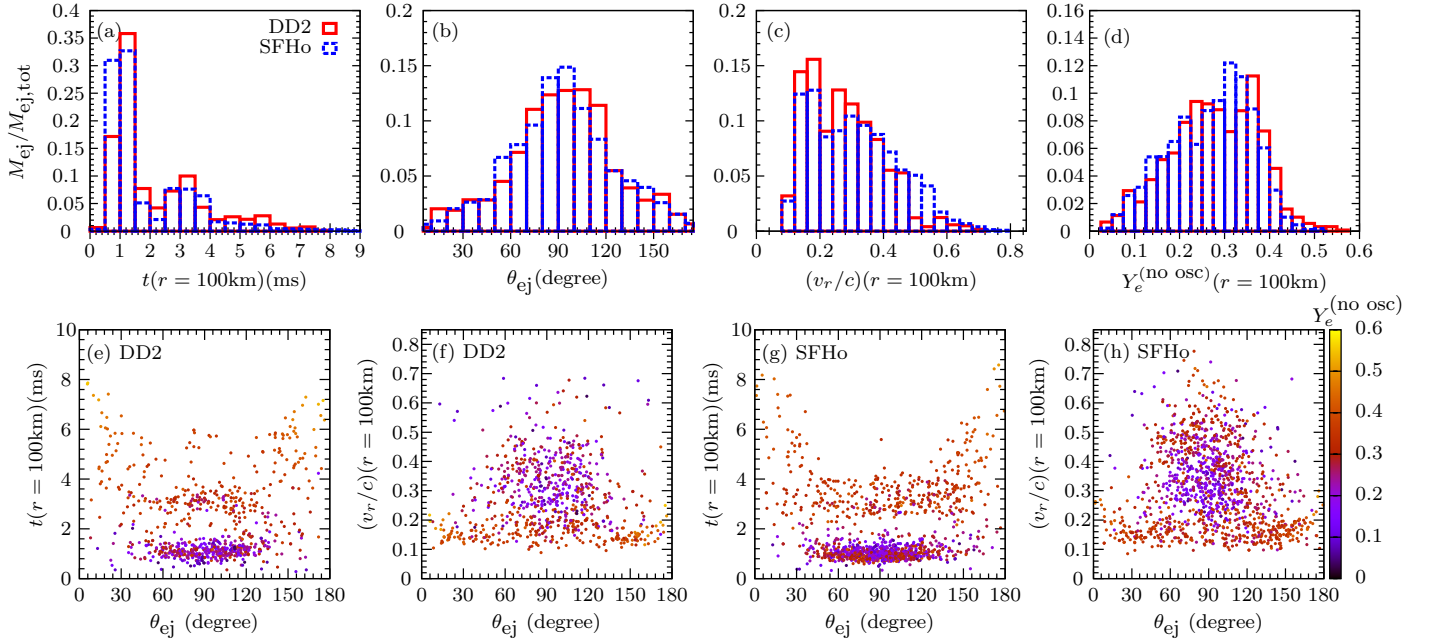 (a)
DD2
SFHo
M_ej/M_ej,tot
0.4
0.35
0.3
0.25
0.2
0.15
0.1
0.05
0
0 1 2 3 4 5 6 7 8 9
t(r = 100km)(ms)
(b)
0.2
0.15
0.1
0.05
0
30 60 90 120 150
θ_ej(degree)
(c)
0.2
0.15
0.1
0.05
0
0 0.2 0.4 0.6 0.8
(v_r/c)(r = 100km)
(d)
0.16
0.14
0.12
0.1
0.08
0.06
0.04
0.02
0
0 0.1 0.2 0.3 0.4 0.5 0.6
Y_e^(no osc)(r = 100km)
(e) DD2
t(r = 100km)(ms)
10
8
6
4
2
0
0 30 60 90 120 150 180
θ_ej (degree)
(f) DD2
(v_r/c)(r = 100km)
0.8
0.7
0.6
0.5
0.4
0.3
0.2
0.1
0
0 30 60 90 120 150 180
θ_ej (degree)
(g) SFHo
t(r = 100km)(ms)
10
8
6
4
2
0
0 30 60 90 120 150 180
θ_ej (degree)
(h) SFHo
(v_r/c)(r = 100km)
0.8
0.7
0.6
0.5
0.4
0.3
0.2
0.1
0
0 30 60 90 120 150 180
θ_ej (degree)
Y_e^(no osc)
0.6
0.5
0.4
0.3
0.2
0.1
0